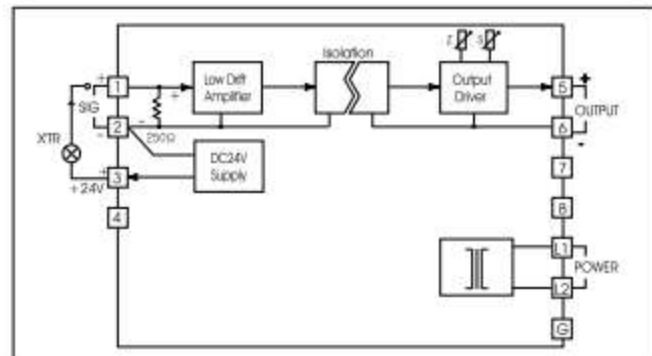 Isolation
Z S
Low Drift
Amplifier
Output
Driver
+
1
+
5
+
SIG
OUTPUT
-
2
-
250Ω
6
-
XTR
DC24V
Supply
7
+
3
+24V
4
8
L1
POWER
L2
G